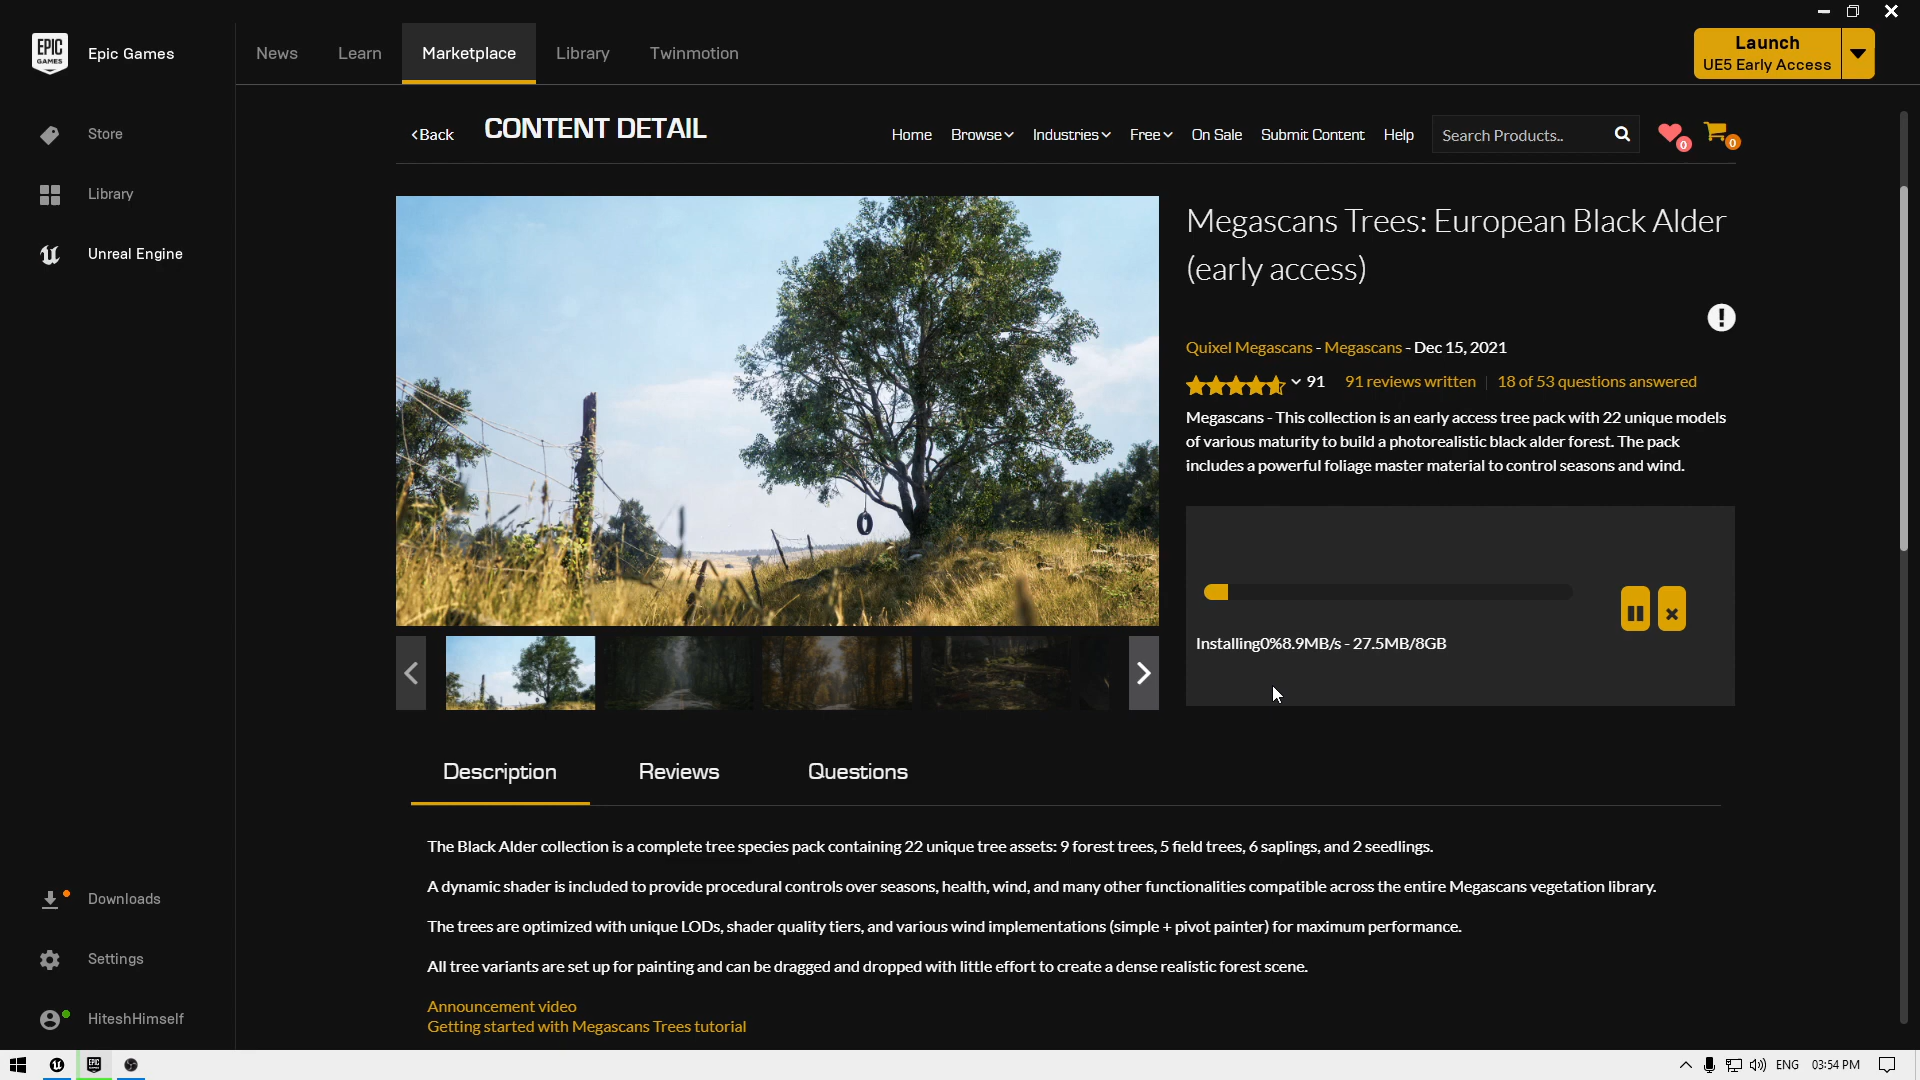 EPIC GAMES
Epic Games
News
Learn
Marketplace
Library
Twinmotion
Launch
UE5 Early Access
Store
Library
Unreal Engine
Back
CONTENT DETAIL
Home
Browse
Industries
Free
On Sale
Submit Content
Help
Search Products..
0
0
Megascans Trees: European Black Alder
(early access)
Quixel Megascans - Megascans - Dec 15, 2021
91
91 reviews written
18 of 53 questions answered
Megascans - This collection is an early access tree pack with 22 unique models
of various maturity to build a photorealistic black alder forest. The pack
includes a powerful foliage master material to control seasons and wind.
Installing0%8.9MB/s - 27.5MB/8GB
Description
Reviews
Questions
The Black Alder collection is a complete tree species pack containing 22 unique tree assets: 9 forest trees, 5 field trees, 6 saplings, and 2 seedlings.
A dynamic shader is included to provide procedural controls over seasons, health, wind, and many other functionalities compatible across the entire Megascans vegetation library.
The trees are optimized with unique LODs, shader quality tiers, and various wind implementations (simple + pivot painter) for maximum performance.
All tree variants are set up for painting and can be dragged and dropped with little effort to create a dense realistic forest scene.
Announcement video
Getting started with Megascans Trees tutorial
Downloads
Settings
HiteshHimself
ENG
03:54 PM